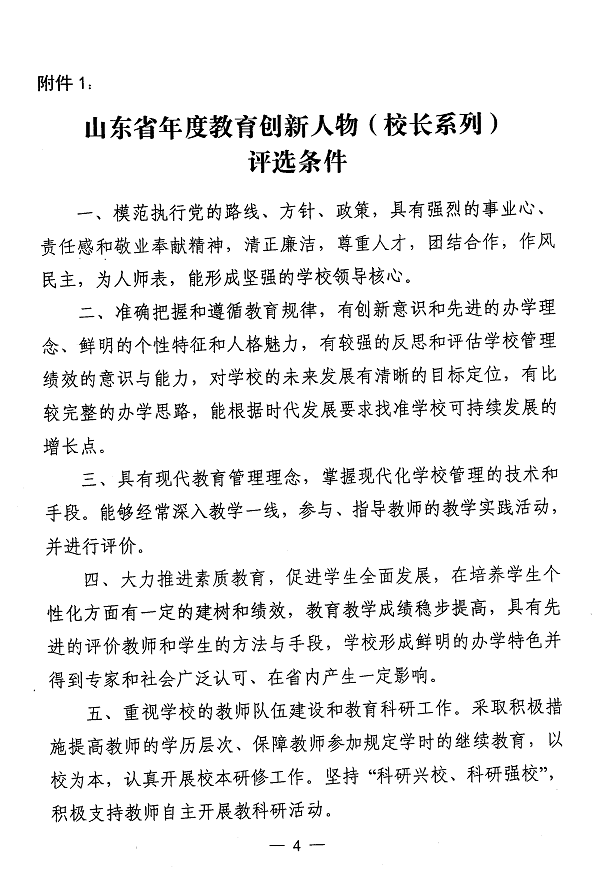 附件 1：
山东省年度教育创新人物（校长系列）
评选条件
一、模范执行党的路线、方针、政策，具有强烈的事业心、
责任感和敬业奉献精神，清正廉洁，尊重人才，团结合作，作风
民主，为人师表，能形成坚强的学校领导核心。
二、准确把握和遵循教育规律，有创新意识和先进的办学理
念、鲜明的个性特征和人格魅力，有较强的反思和评估学校管理
绩效的意识与能力，对学校的未来发展有清晰的目标定位，有比
较完整的办学思路，能根据时代发展要求找准学校可持续发展的
增长点。
三、具有现代教育管理理念，掌握现代化学校管理的技术和
手段。能够经常深入教学一线，参与、指导教师的教学实践活动，
并进行评价。
四、大力推进素质教育，促进学生全面发展，在培养学生个
性化方面有一定的建树和绩效，教育教学成绩稳步提高，具有先
进的评价教师和学生的方法与手段，学校形成鲜明的办学特色并
得到专家和社会广泛认可、在省内产生一定影响。
五、重视学校的教师队伍建设和教育科研工作。采取积极措
施提高教师的学历层次、保障教师参加规定学时的继续教育，以
校为本，认真开展校本研修工作。坚持“科研兴校、科研强校”，
积极支持教师自主开展教科研活动。
— 4 —